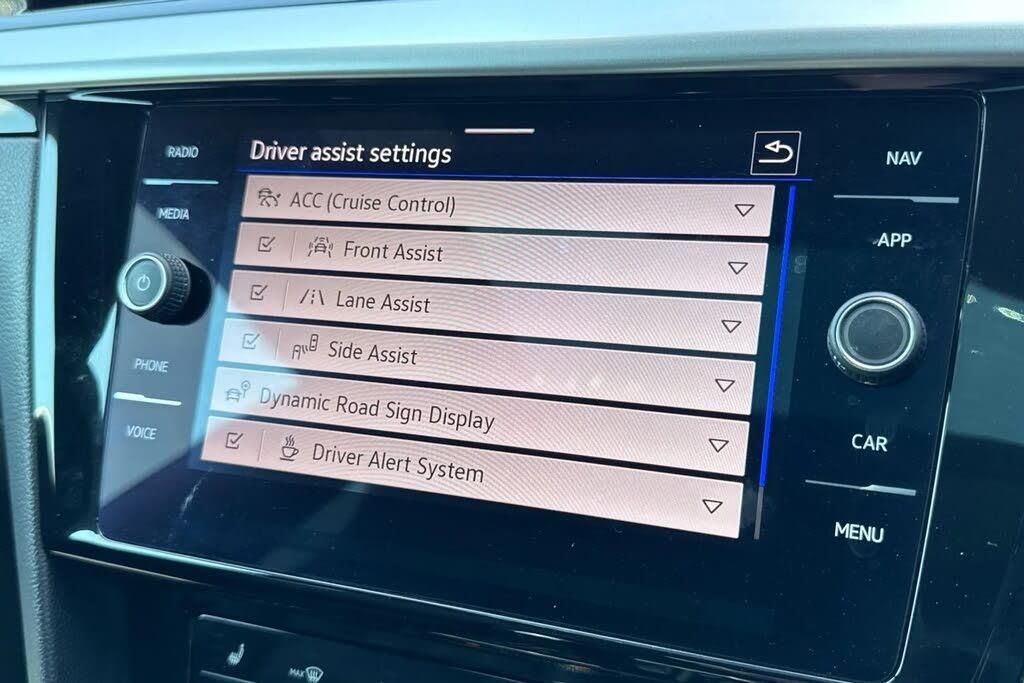 RADIO
MEDIA
PHONE
VOICE
Driver assist settings
ACC (Cruise Control)
Front Assist
Lane Assist
Side Assist
Dynamic Road Sign Display
Driver Alert System
NAV
APP
CAR
MENU
MAX